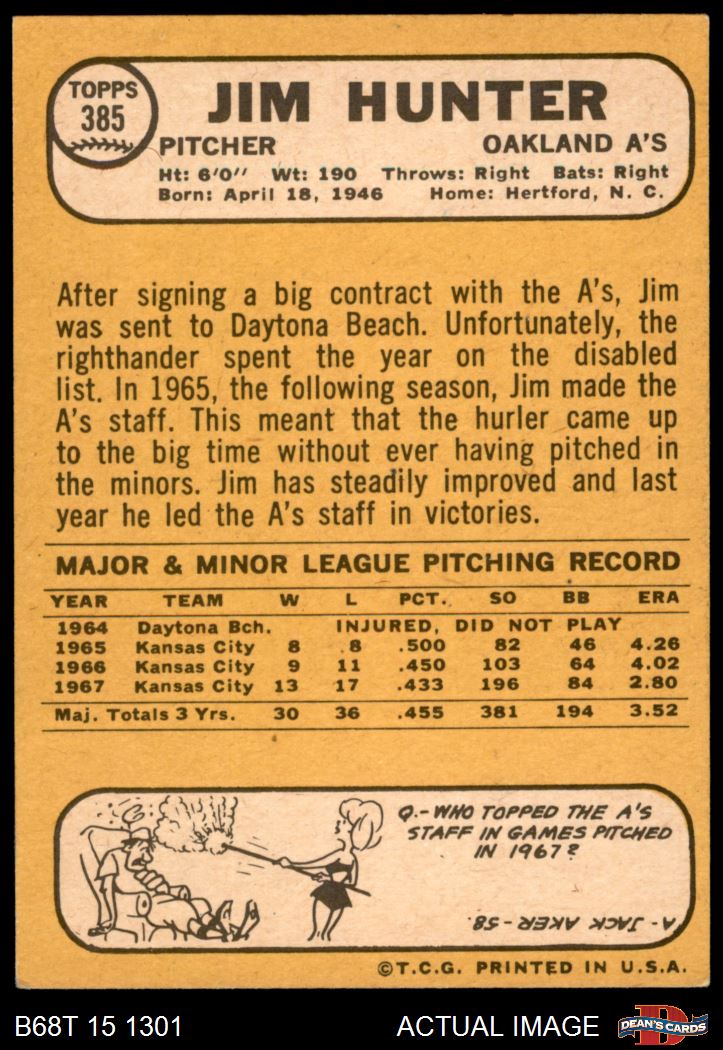 TOPPS
385
JIM HUNTER
PITCHER OAKLAND A'S
Ht: 6'0" Wt: 190 Throws: Right Bats: Right
Born: April 18, 1946 Home: Hertford, N. C.
After signing a big contract with the A's, Jim
was sent to Daytona Beach. Unfortunately, the
righthander spent the year on the disabled
list. In 1965, the following season, Jim made the
A's staff. This meant that the hurler came up
to the big time without ever having pitched in
the minors. Jim has steadily improved and last
year he led the A's staff in victories.
MAJOR & MINOR LEAGUE PITCHING RECORD
YEAR TEAM W L PCT. SO BB ERA
1964 Daytona Bch. INJURED, DID NOT PLAY
1965 Kansas City 8 8 .500 82 46 4.26
1966 Kansas City 9 11 .450 103 64 4.02
1967 Kansas City 13 17 .433 196 84 2.80
Maj. Totals 3 Yrs. 30 36 .455 381 194 3.52
Q.-WHO TOPPED THE A'S
STAFF IN GAMES PITCHED
IN 1967?
A-JACK AKER-58.
©T.C.G. PRINTED IN U.S.A.
B68T 15 1301 ACTUAL IMAGE
D
DEAN'S CARDS